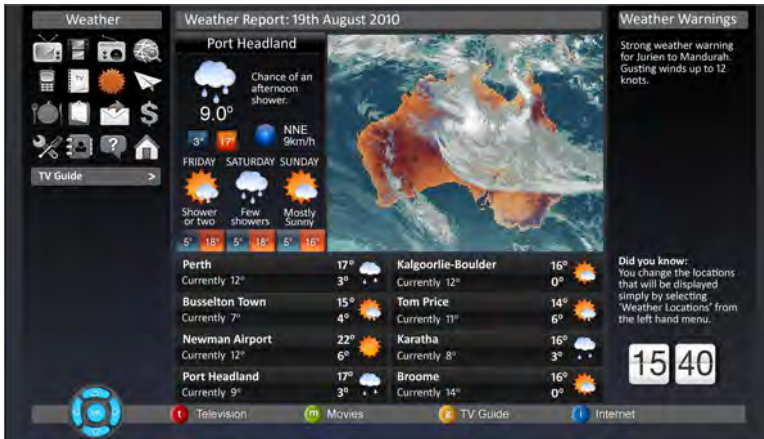 Weather
Weather Report: 19th August 2010
Weather Warnings
TV
$
?
TV Guide >
Port Headland
Chance of an
afternoon
shower.
9.0°
3° 17°
NNE
9km/h
FRIDAY SATURDAY SUNDAY
Shower
or two
Few
showers
Mostly
Sunny
5° 18° 5° 18° 5° 16°
Strong weather warning
for Jurien to Mandurah.
Gusting winds up to 12
knots.
Perth 17°
Currently 12° 3°
Busselton Town 15°
Currently 7° 4°
Newman Airport 22°
Currently 12° 6°
Port Headland 17°
Currently 9° 3°
Kalgoorlie-Boulder 16°
Currently 12° 0°
Tom Price 14°
Currently 11° 6°
Karatha 16°
Currently 8° 3°
Broome 16°
Currently 14° 0°
Did you know:
You change the locations
that will be displayed
simply by selecting
'Weather Locations' from
the left hand menu.
15 40
t Television
m Movies
g TV Guide
i Internet